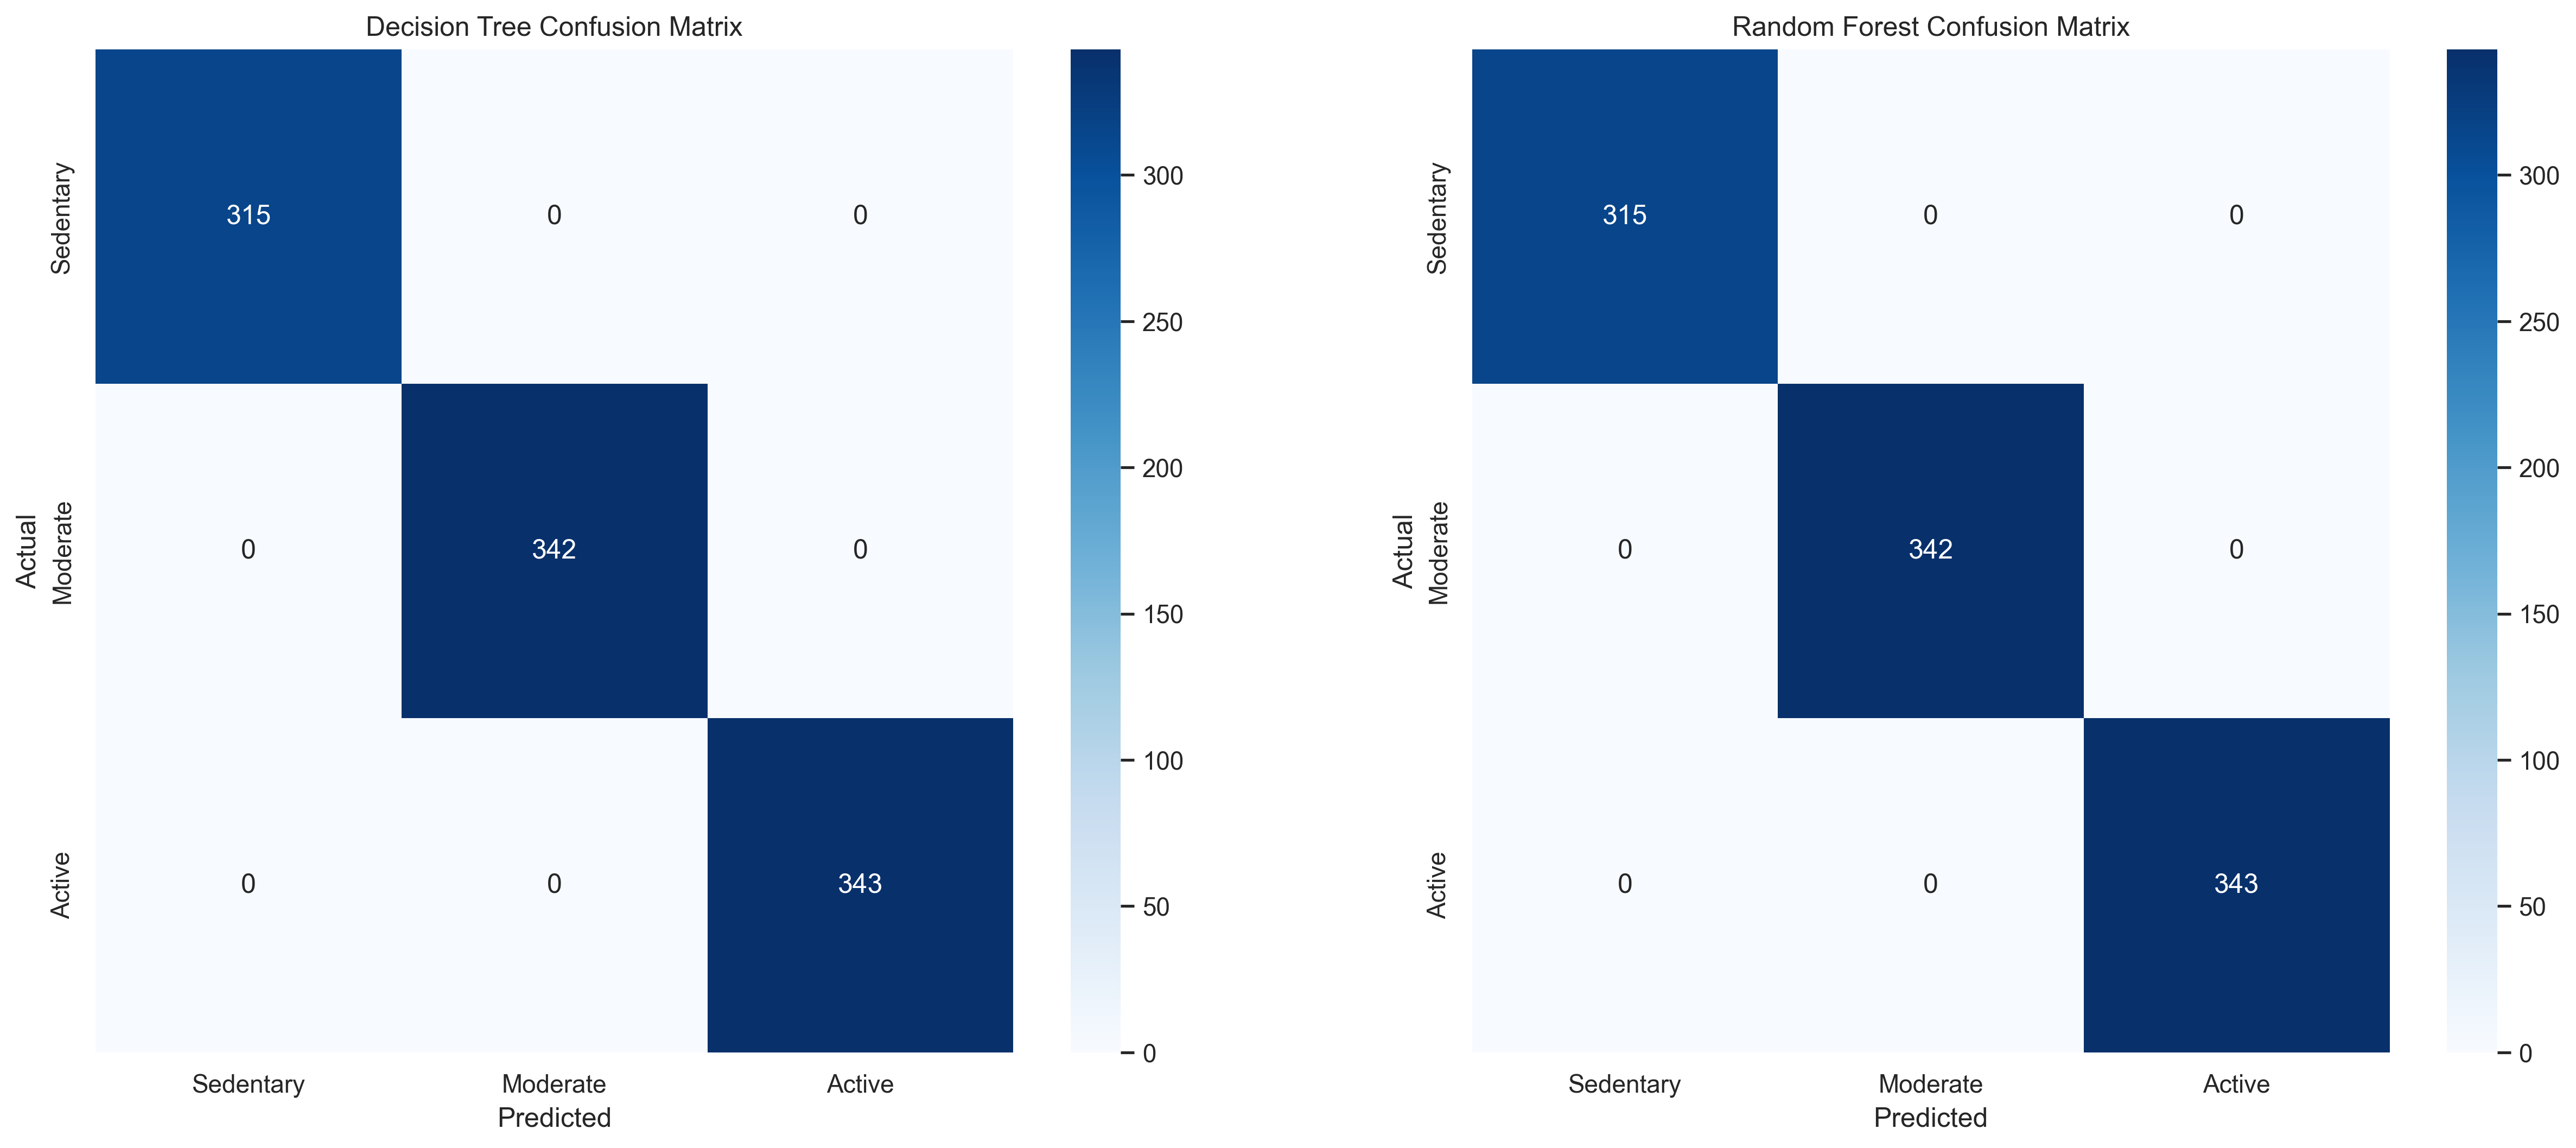 Decision Tree Confusion Matrix
Sedentary
315
0
0
Actual
Moderate
0
342
0
Active
0
0
343
Sedentary
Moderate
Active
Predicted
300
250
200
150
100
50
0
Random Forest Confusion Matrix
Sedentary
315
0
0
Actual
Moderate
0
342
0
Active
0
0
343
Sedentary
Moderate
Active
Predicted
300
250
200
150
100
50
0